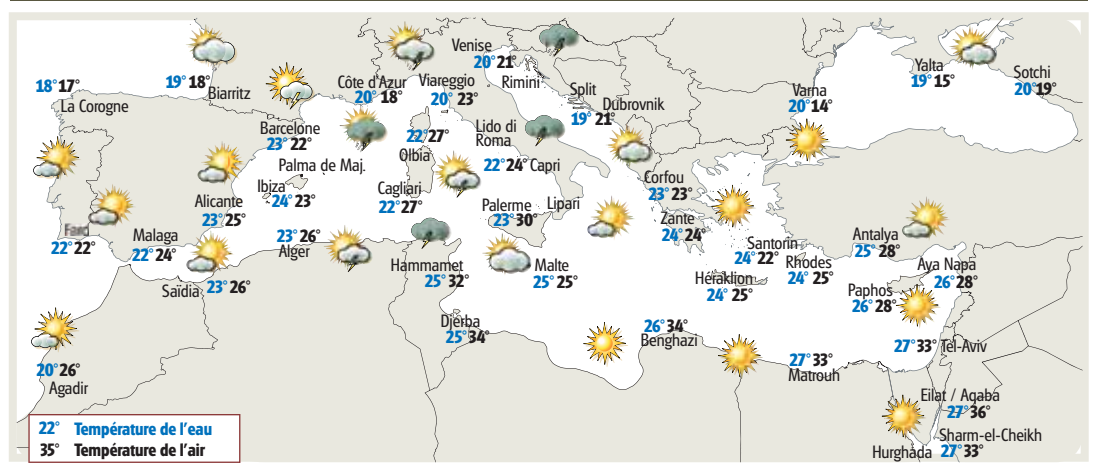 18° 17°
La Corogne
19° 18°
Biarritz
Côte d'Azur
20° 18°
Viareggio
20° 23°
Venise
20° 21°
Rimini
Split
19° 21°
Dubrovnik
Varna
20° 14°
Yalta
19° 15°
Sotchi
20° 19°
Barcelone
23° 22°
Palma de Maj.
22° 27°
Olbia
Lido di
Roma
22° 24° Capri
Ibiza
24° 23°
Alicante
23° 25°
Cagliari
22° 27°
Palerme
23° 30°
Lipari
Corfou
23° 23°
Zante
24° 24°
Faro
22° 22°
Malaga
22° 24°
23° 26°
Alger
Saïdia
23° 26°
Hammamet
25° 32°
Malte
25° 25°
Santorin
24° 22°
Rhodes
24° 25°
Héraklion
24° 25°
Antalya
25° 28°
Aya Napa
26° 28°
Paphos
26° 28°
Djerba
25° 34°
26° 34°
Benghazi
27° 33°
Matrouh
27° 33° Tel-Aviv
20° 26°
Agadir
Eilat / Aqaba
27° 36°
Sharm-el-Cheikh
Hurghada 27° 33°
22° Température de l'eau
35° Température de l'air